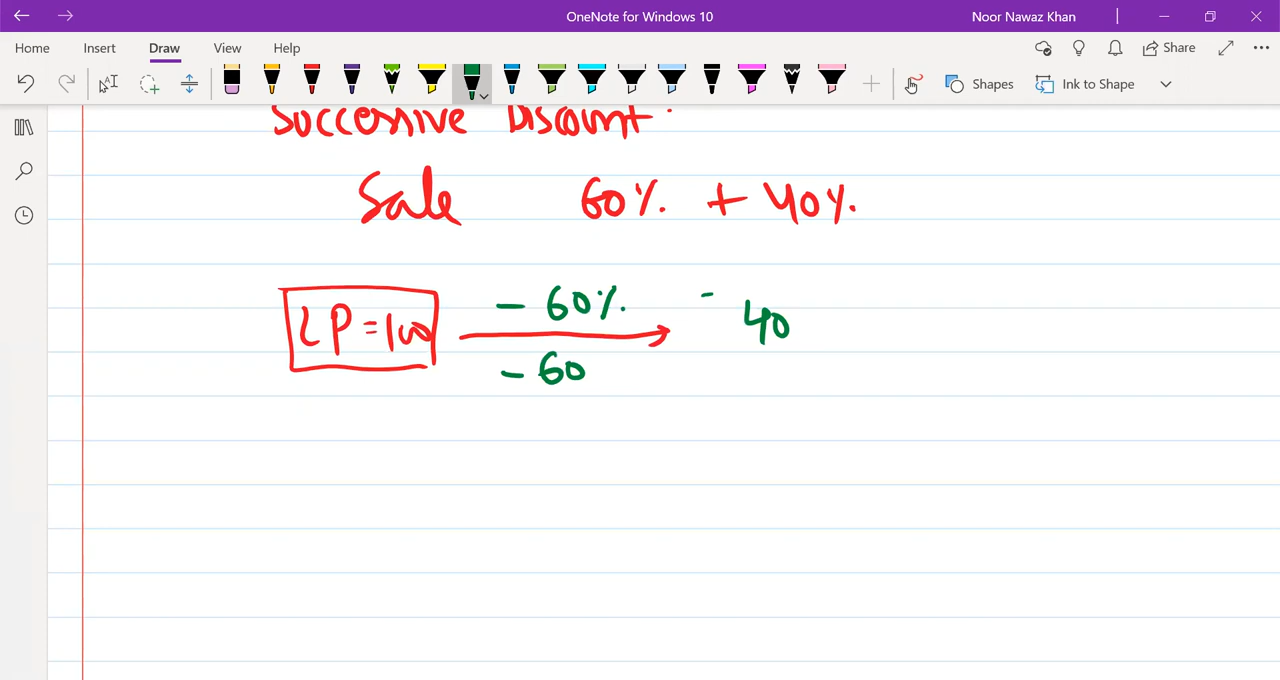 OneNote for Windows 10
Noor Nawaz Khan
Home Insert Draw View Help
Share
Shapes Ink to Shape
Successive Discount
Sale 60% + 40%.
LP = 100 - 60% - 40
- 60